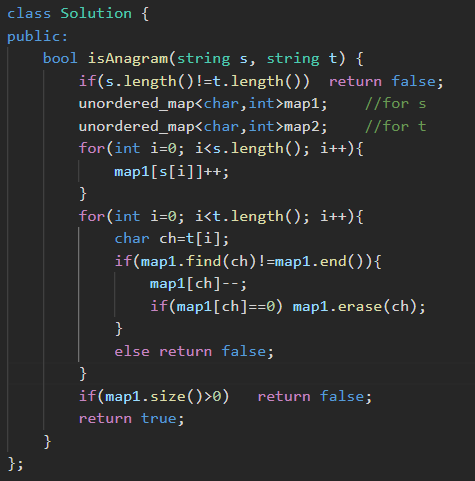 class Solution {
public:
    bool isAnagram(string s, string t) {
        if(s.length()!=t.length())  return false;
        unordered_map<char,int>map1;    //for s
        unordered_map<char,int>map2;    //for t
        for(int i=0; i<s.length(); i++){
            map1[s[i]]++;
        }
        for(int i=0; i<t.length(); i++){
            char ch=t[i];
            if(map1.find(ch)!=map1.end()){
                map1[ch]--;
                if(map1[ch]==0) map1.erase(ch);
            }
            else return false;
        }
        if(map1.size()>0)   return false;
        return true;
    }
};